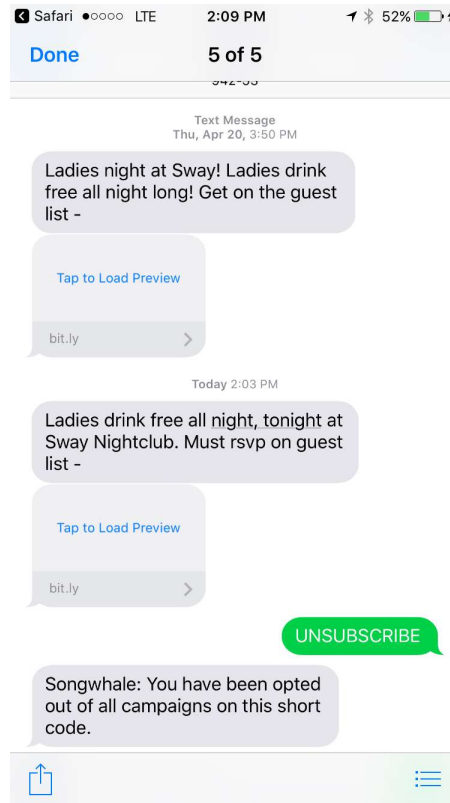 Safari LTE 2:09 PM 52%
Done 5 of 5
942-55
Text Message
Thu, Apr 20, 3:50 PM
Ladies night at Sway! Ladies drink
free all night long! Get on the guest
list -
Tap to Load Preview
bit.ly
Today 2:03 PM
Ladies drink free all night, tonight at
Sway Nightclub. Must rsvp on guest
list -
Tap to Load Preview
bit.ly
UNSUBSCRIBE
Songwhale: You have been opted
out of all campaigns on this short
code.